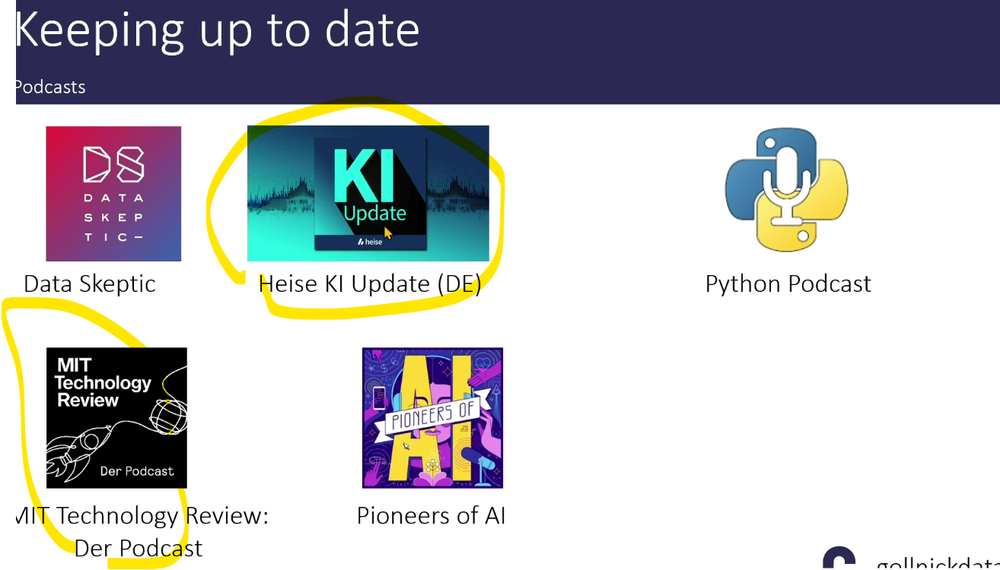 Keeping up to date
Podcasts
DS
DATA
SKEP
TIC–
Data Skeptic
KI
Update
heise
Heise KI Update (DE)
Python Podcast
MIT
Technology
Review
Der Podcast
MIT Technology Review:
Der Podcast
AI
PIONEERS OF
Pioneers of AI
gollnickdata